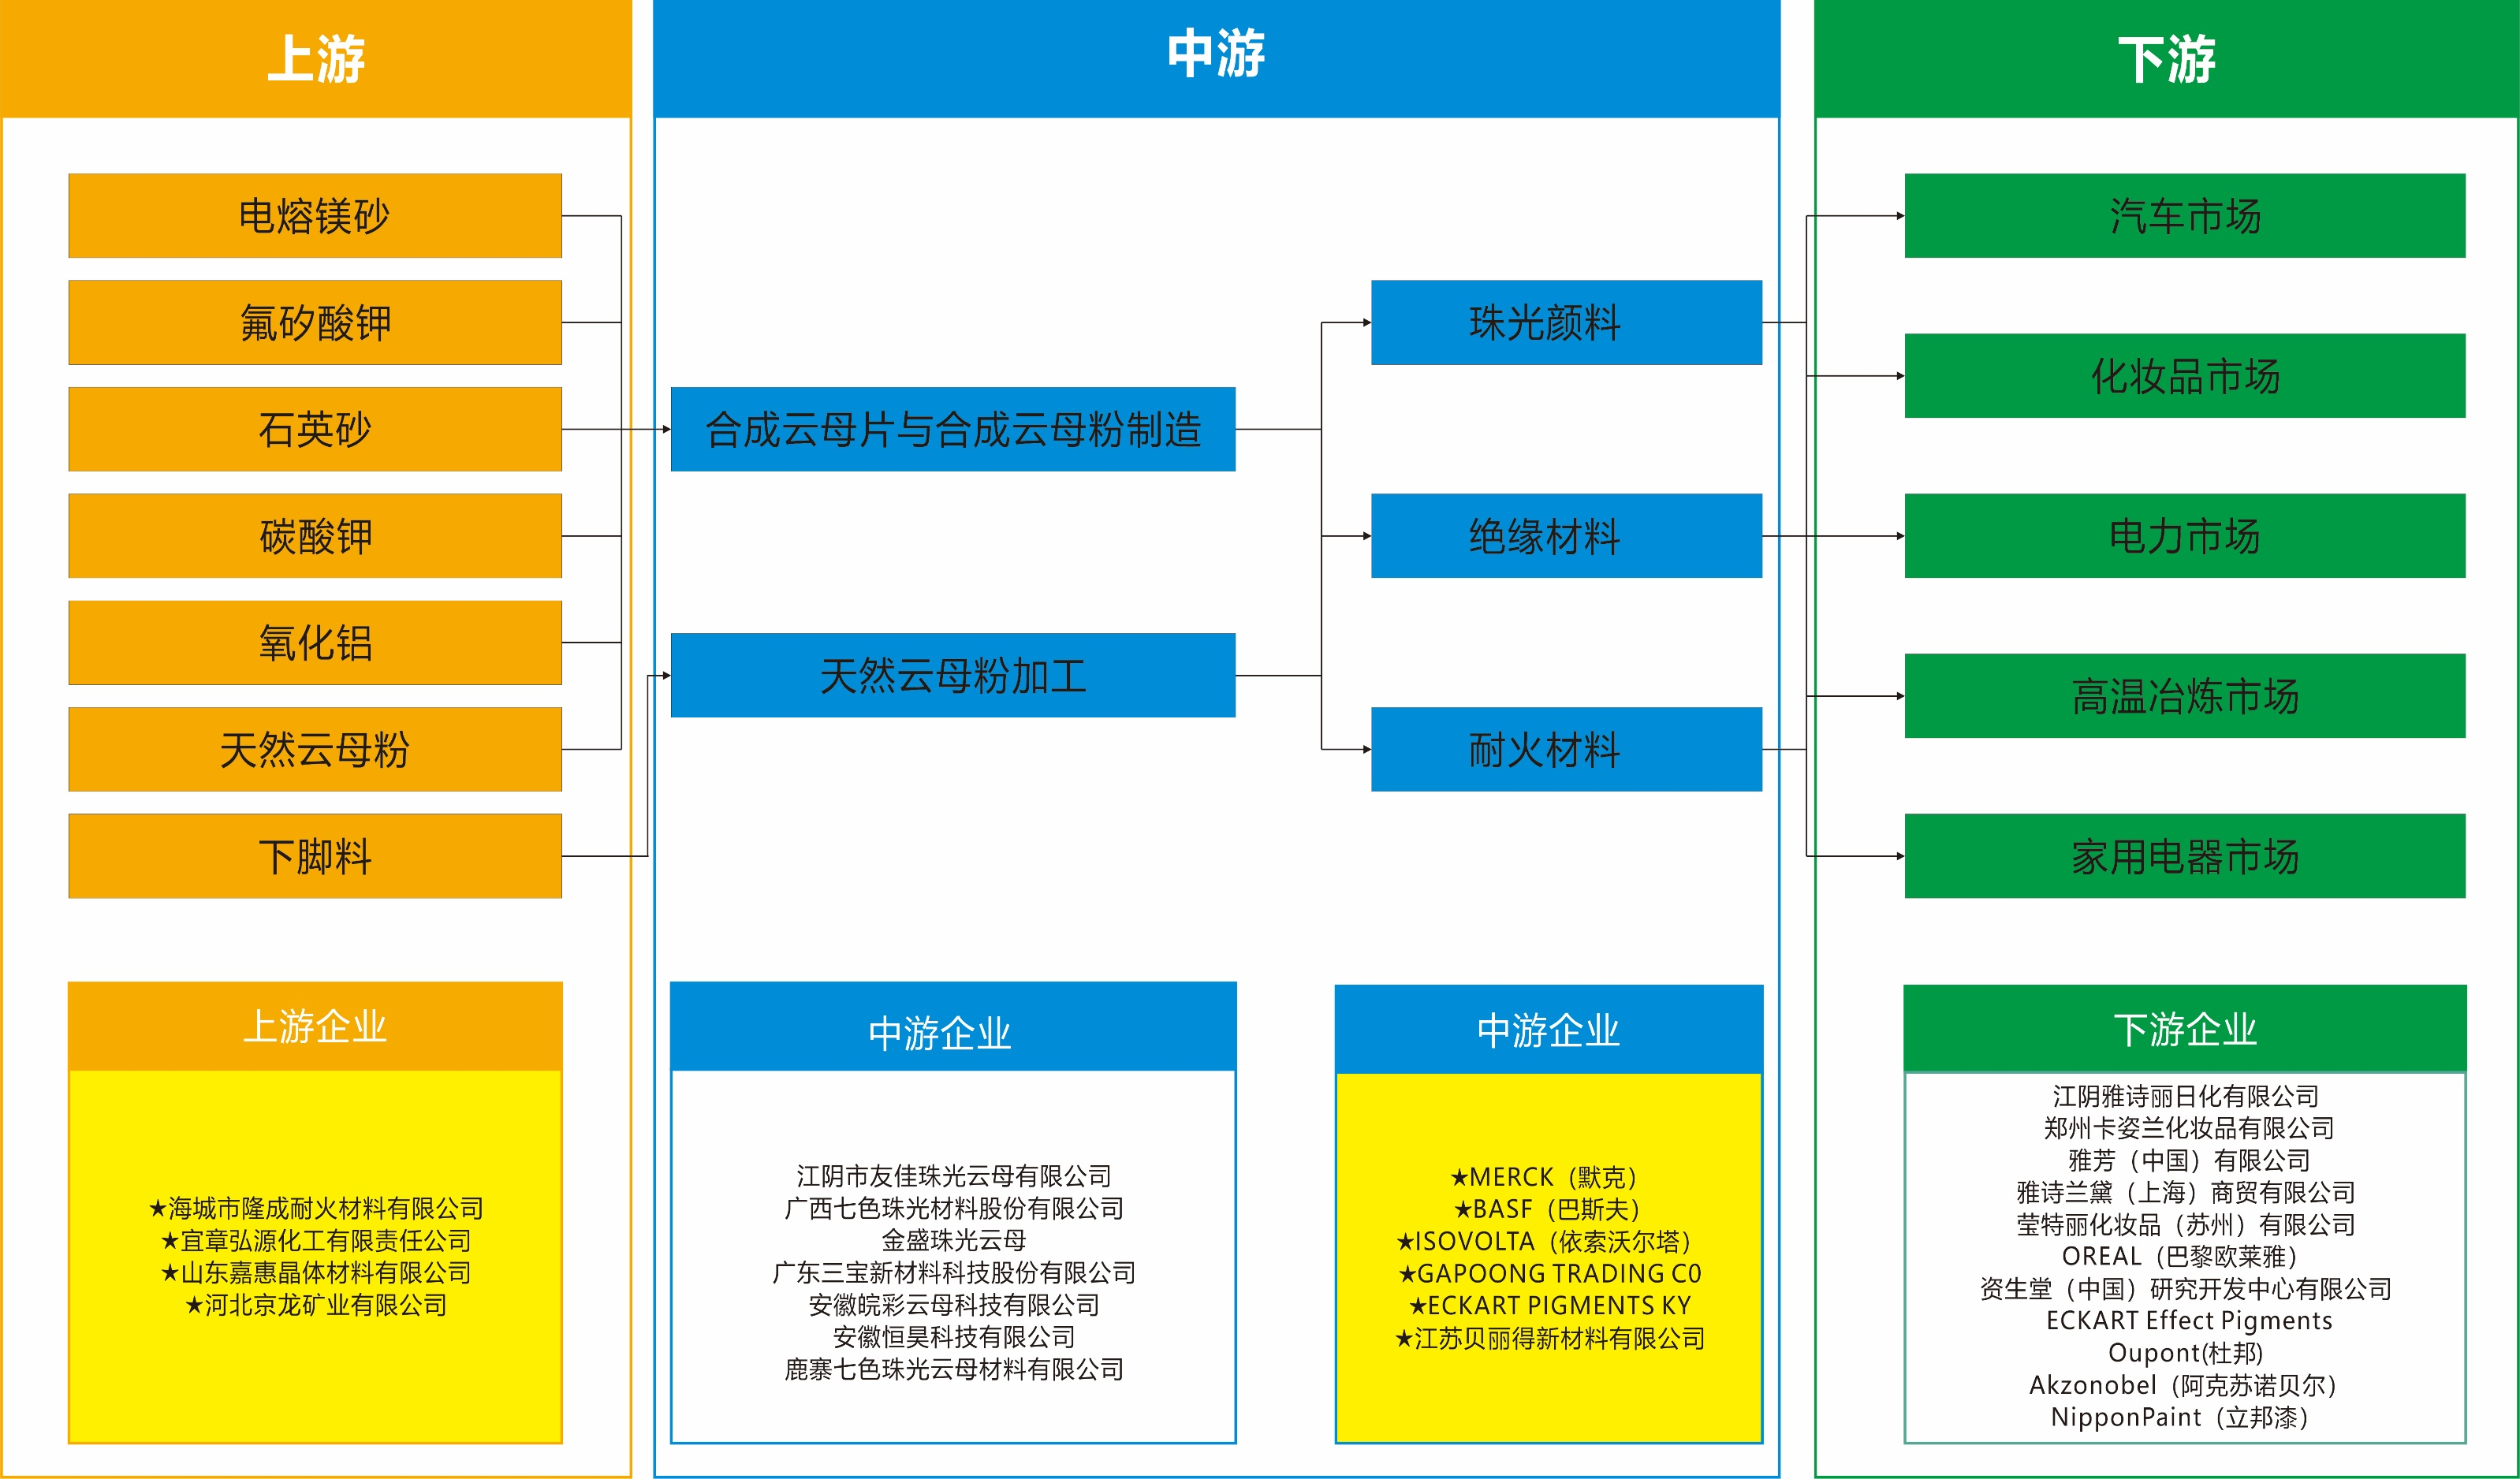 上游
电熔镁砂
氟矽酸钾
石英砂
碳酸钾
氧化铝
天然云母粉
下脚料
上游企业
★海城市隆成耐火材料有限公司
★宜章弘源化工有限责任公司
★山东嘉惠晶体材料有限公司
★河北京龙矿业有限公司
中游
合成云母片与合成云母粉制造
天然云母粉加工
珠光颜料
绝缘材料
耐火材料
中游企业
江阴市友佳珠光云母有限公司
广西七色珠光材料股份有限公司
金盛珠光云母
广东三宝新材料科技股份有限公司
安徽皖彩云母科技有限公司
安徽恒昊科技有限公司
鹿寨七色珠光云母材料有限公司
中游企业
★MERCK（默克）
★BASF（巴斯夫）
★ISOVOLTA（依索沃尔塔）
★GAPOONG TRADING C0
★ECKART PIGMENTS KY
★江苏贝丽得新材料有限公司
下游
汽车市场
化妆品市场
电力市场
高温冶炼市场
家用电器市场
下游企业
江阴雅诗丽日化有限公司
郑州卡姿兰化妆品有限公司
雅芳（中国）有限公司
雅诗兰黛（上海）商贸有限公司
莹特丽化妆品（苏州）有限公司
OREAL（巴黎欧莱雅）
资生堂（中国）研究开发中心有限公司
ECKART Effect Pigments
Oupont(杜邦)
Akzonobel（阿克苏诺贝尔）
NipponPaint（立邦漆）